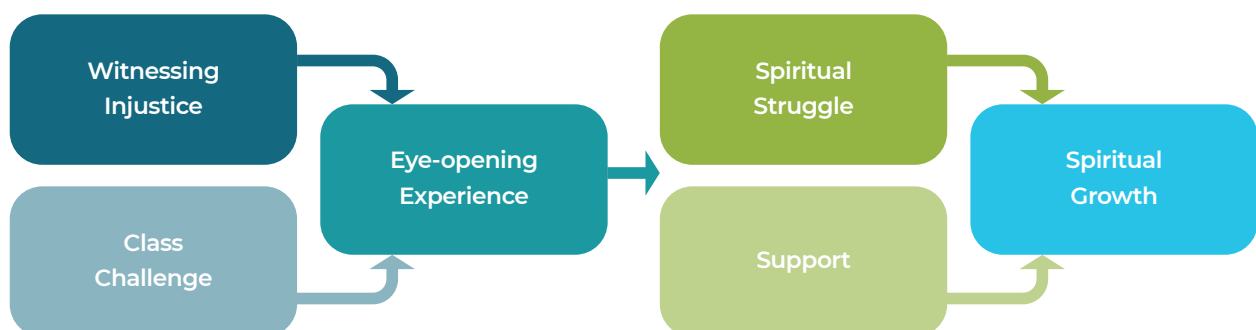 Witnessing
Injustice
Class
Challenge
Eye-opening
Experience
Spiritual
Struggle
Support
Spiritual
Growth